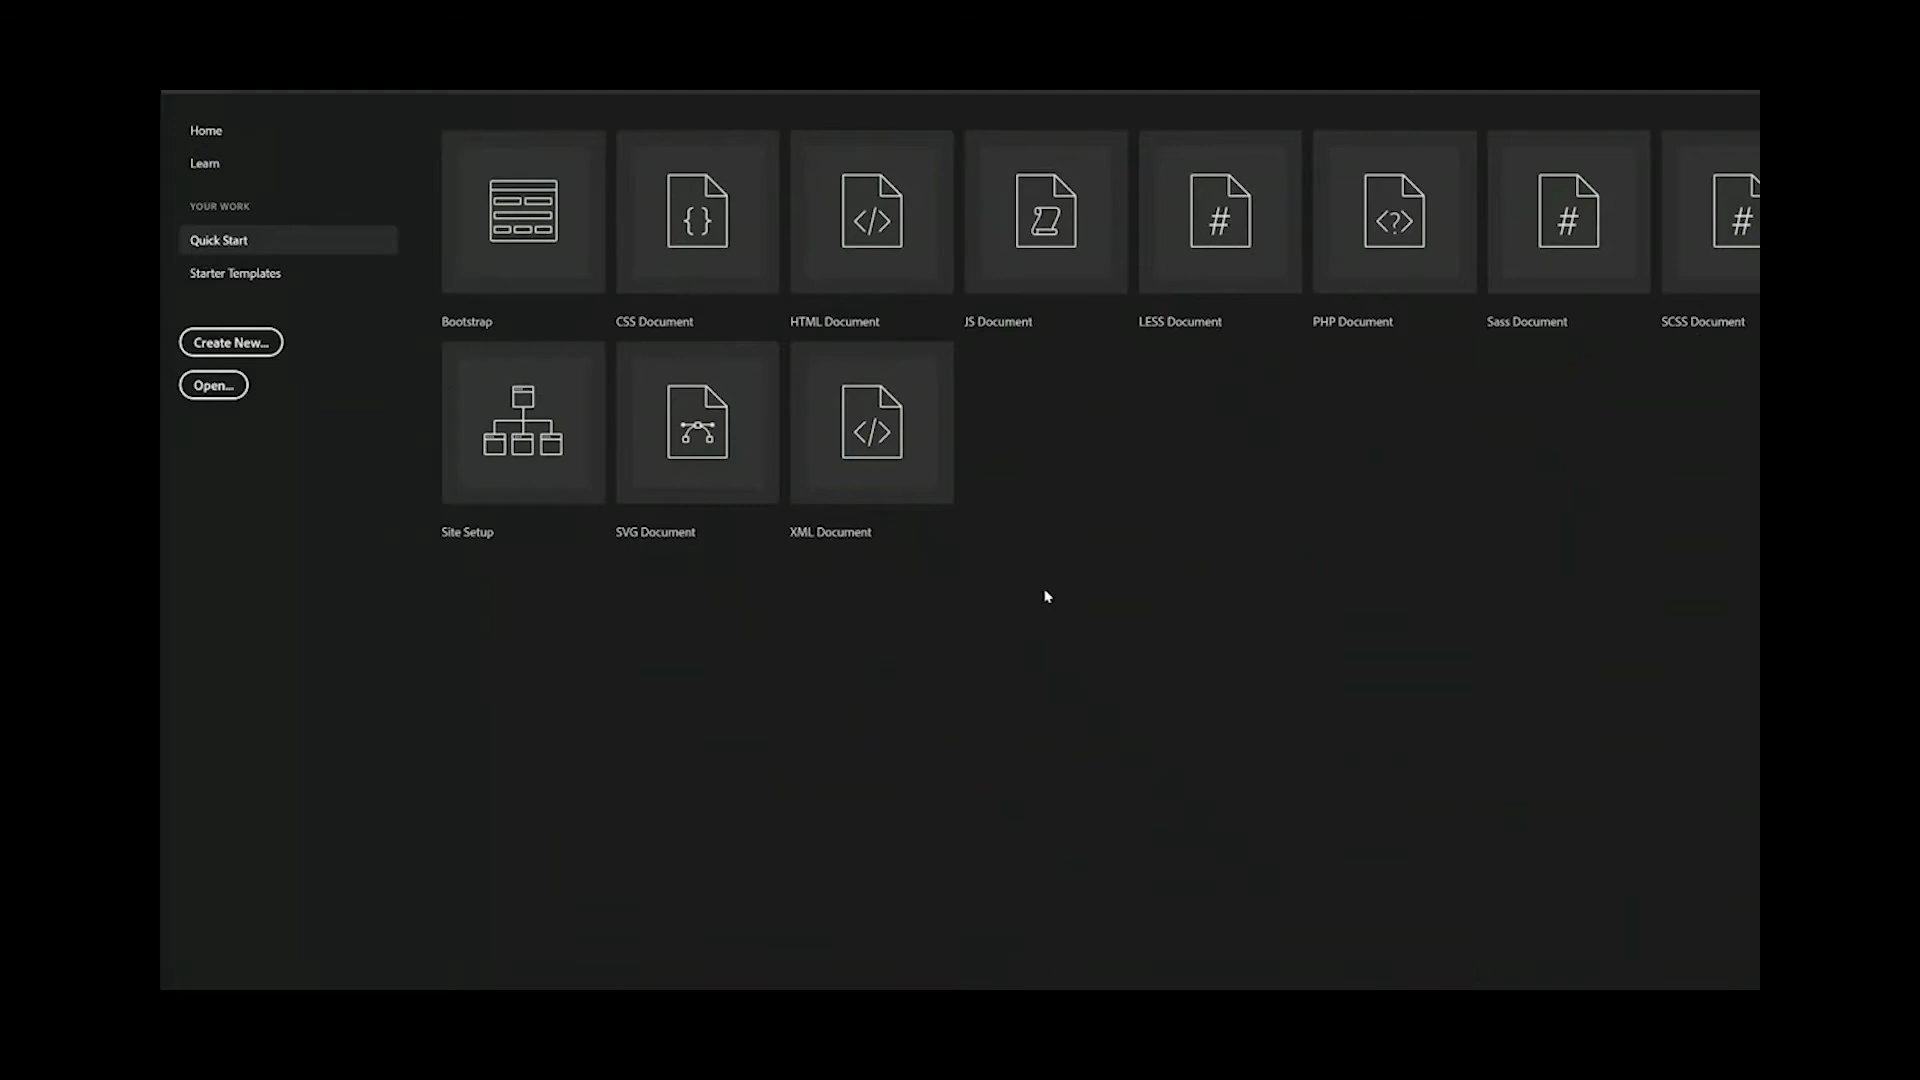 Home
Learn
YOUR WORK
Quick Start
Starter Templates
Create New...
Open...
Bootstrap
CSS Document
HTML Document
JS Document
LESS Document
PHP Document
Sass Document
SCSS Document
Site Setup
SVG Document
XML Document